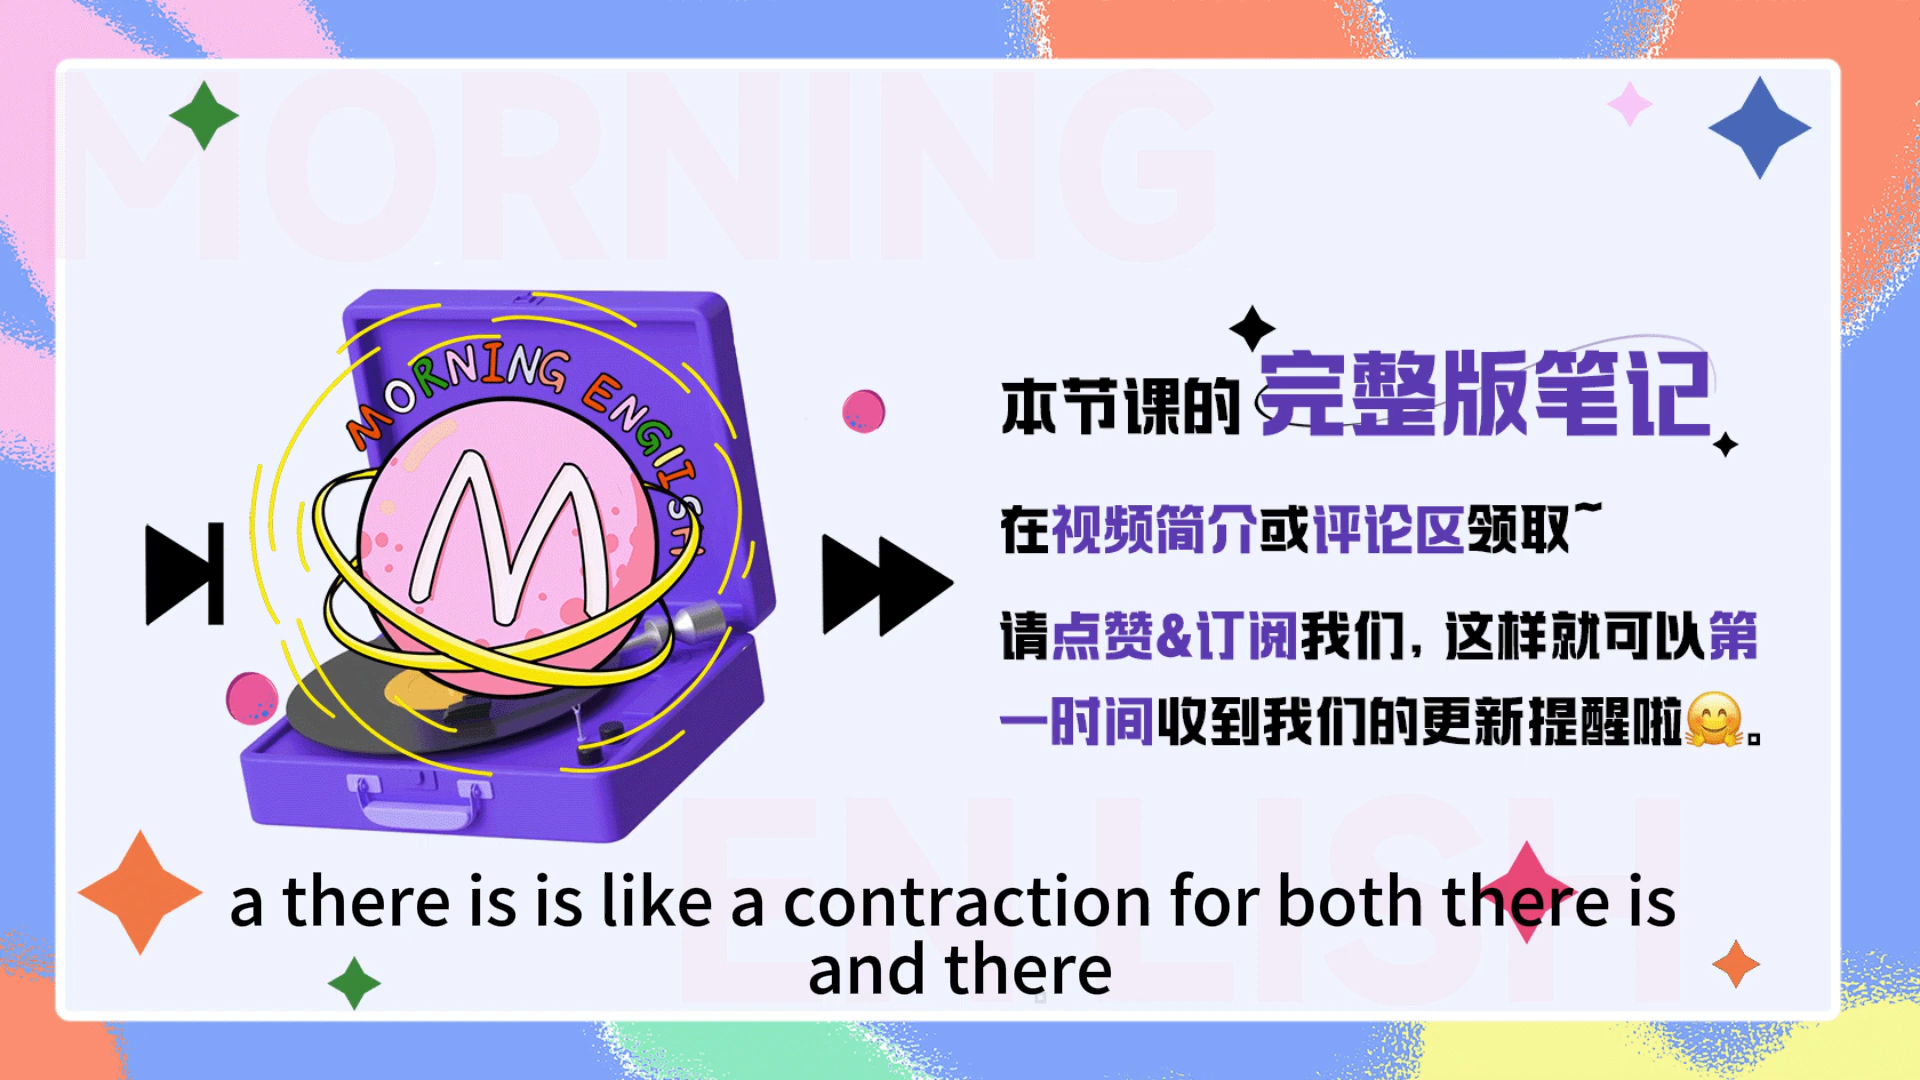 MORNING
MORNING ENGLISH
M
本节课的完整版笔记
在视频简介或评论区领取~
请点赞&订阅我们，这样就可以第
一时间收到我们的更新提醒啦🤗。
ENLISH
a there is is like a contraction for both there is
and there